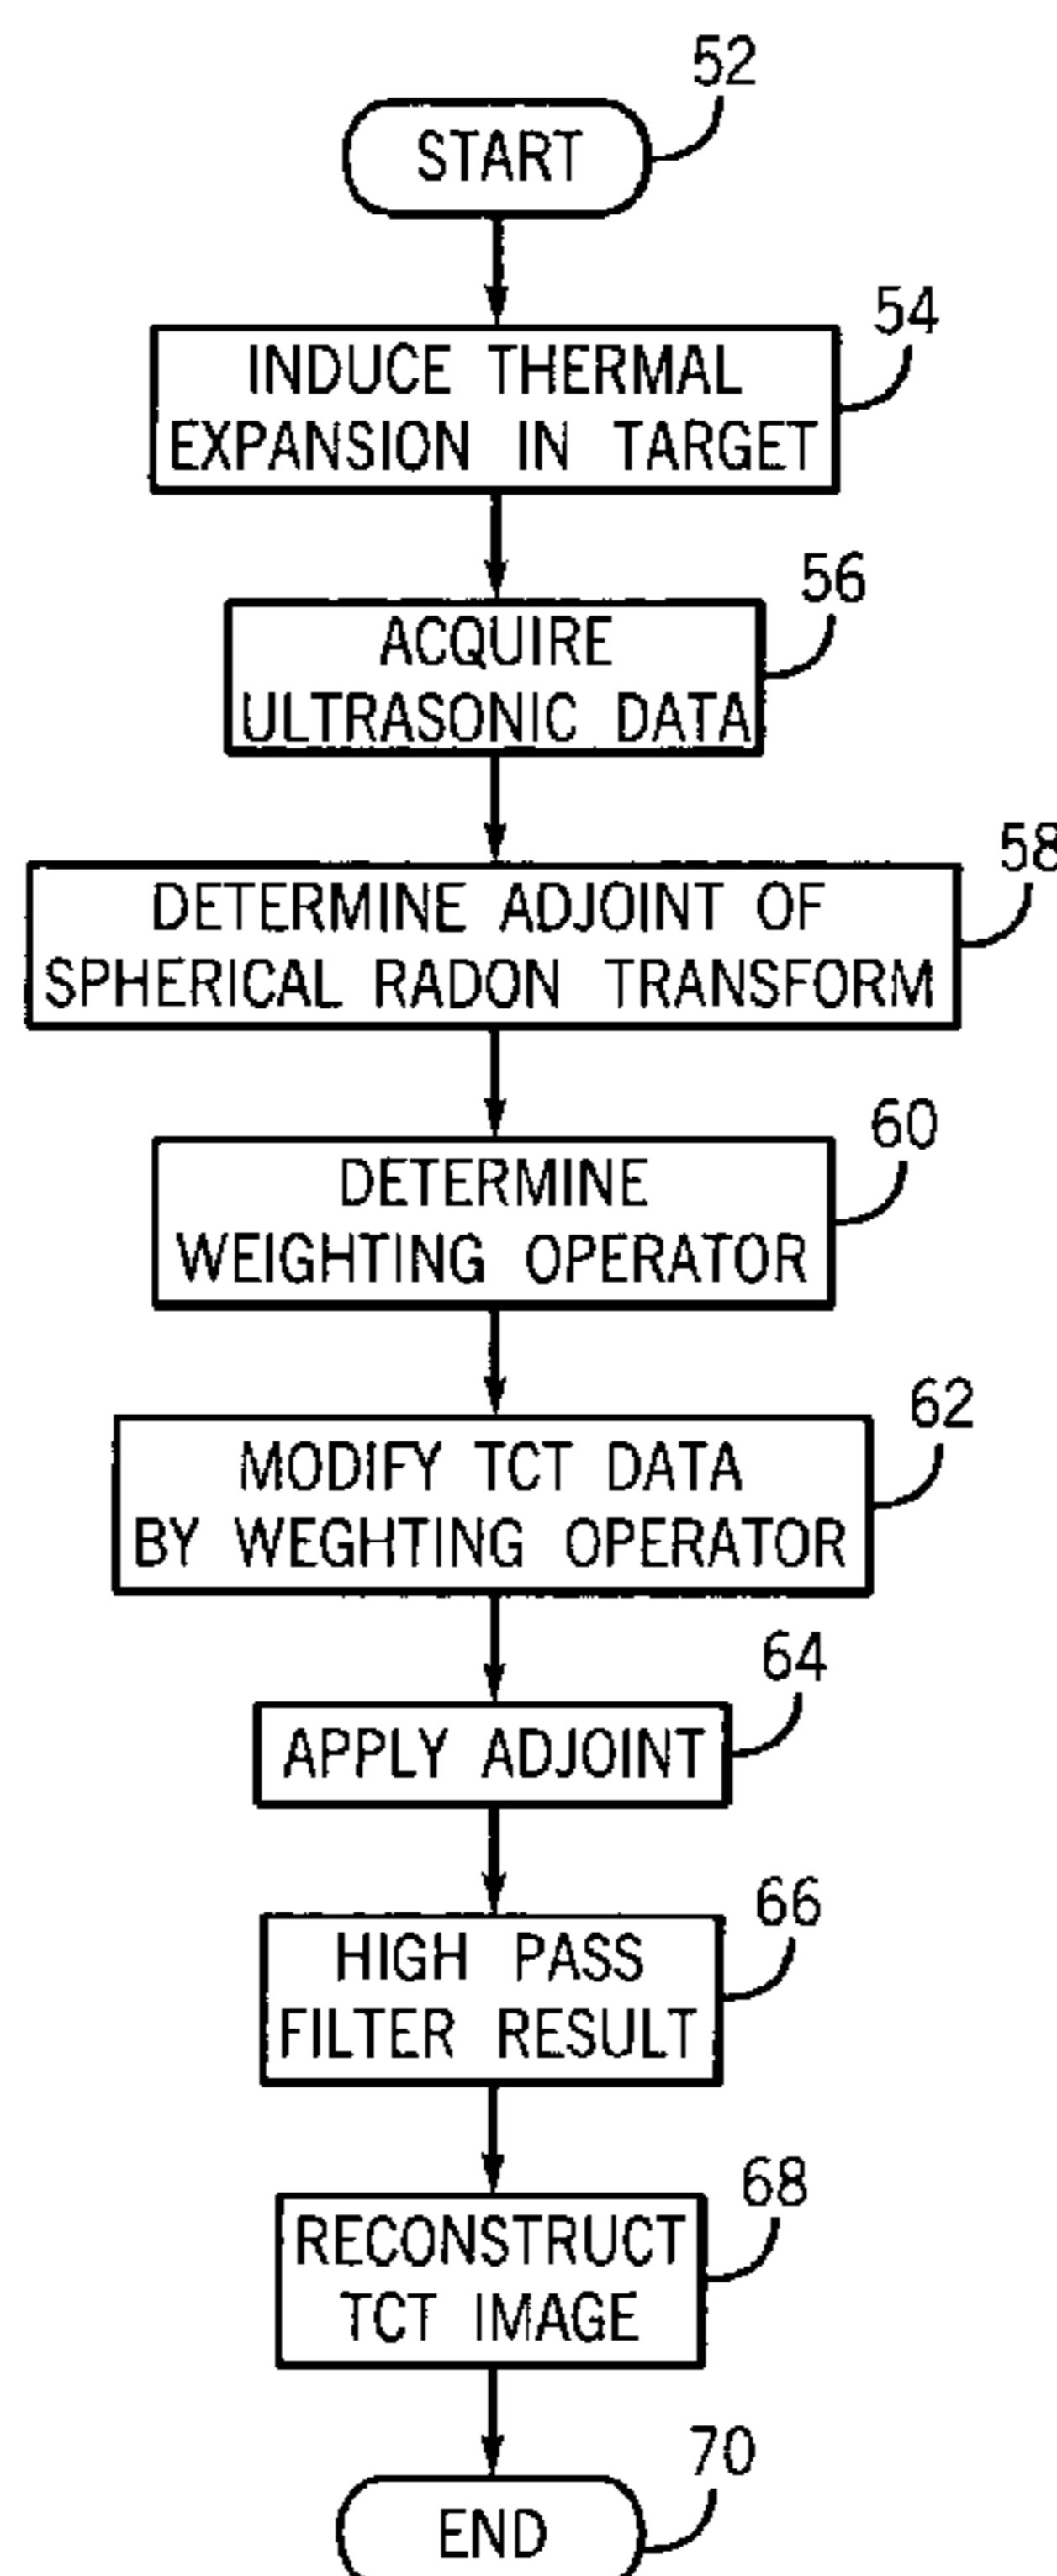 52
START
54
INDUCE THERMAL
EXPANSION IN TARGET
56
ACQUIRE
ULTRASONIC DATA
58
DETERMINE ADJOINT OF
SPHERICAL RADON TRANSFORM
60
DETERMINE
WEIGHTING OPERATOR
62
MODIFY TCT DATA
BY WEGHTING OPERATOR
64
APPLY ADJOINT
66
HIGH PASS
FILTER RESULT
68
RECONSTRUCT
TCT IMAGE
70
END